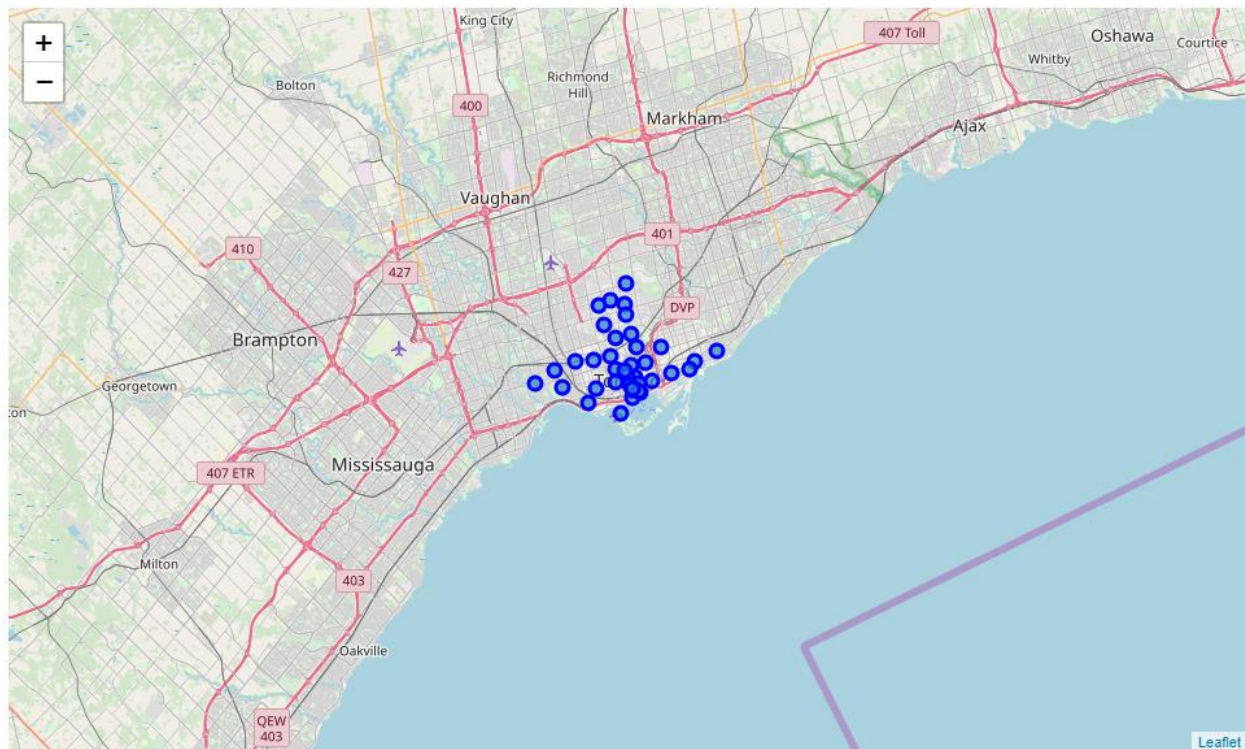 King City
407 Toll
Oshawa
Courtice
Whitby
+
−
Bolton
Richmond
Hill
400
Markham
Ajax
Vaughan
401
410
427
DVP
Brampton
Georgetown
To
Mississauga
407 ETR
Milton
403
Oakville
QEW
403
Leaflet